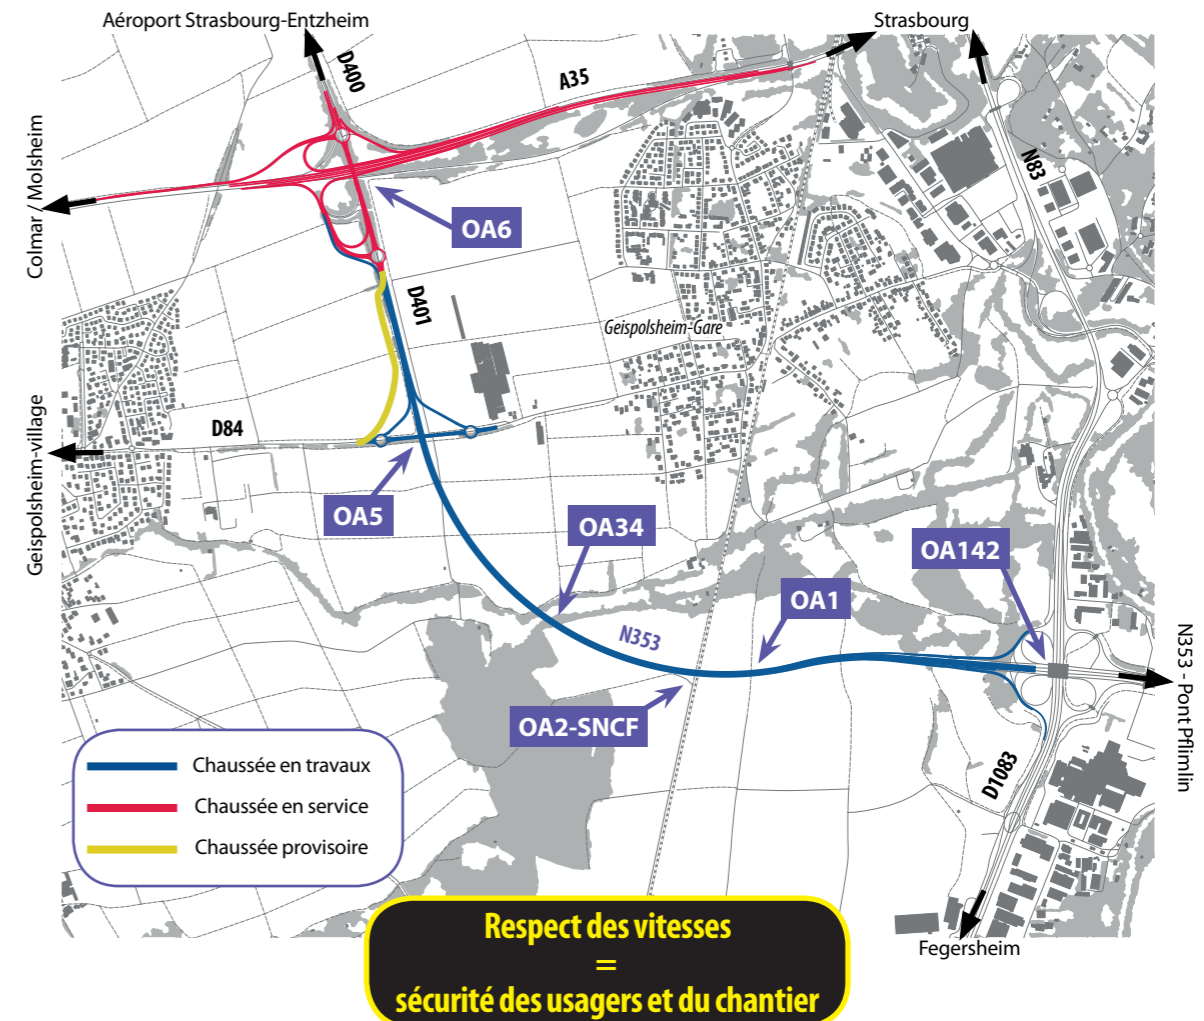 Aéroport Strasbourg-Entzheim
Strasbourg
D400
A35
N83
Colmar / Molsheim
OA6
D401
Geispolsheim-Gare
Geispolsheim-village
D84
OA5
OA34
OA142
OA1
N353
N353 - Pont Pflimlin
OA2-SNCF
D1083
Chaussée en travaux
Chaussée en service
Chaussée provisoire
Fegersheim
Respect des vitesses
=
sécurité des usagers et du chantier